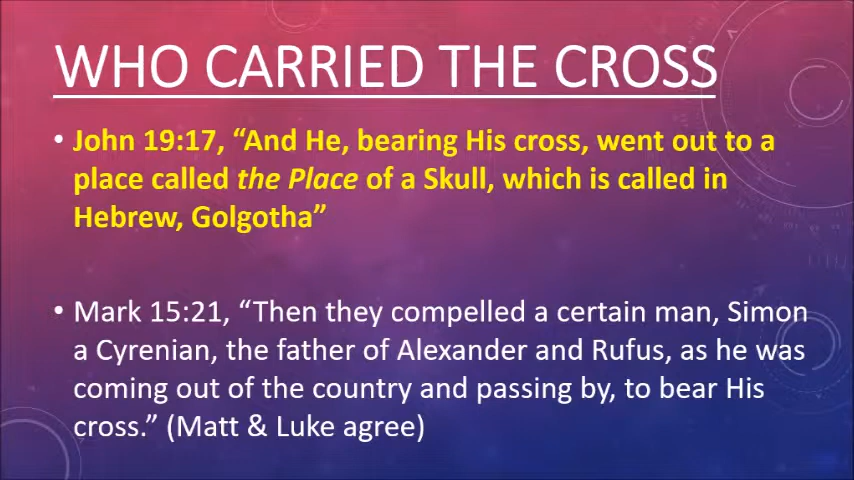 WHO CARRIED THE CROSS
• John 19:17, “And He, bearing His cross, went out to a
place called the Place of a Skull, which is called in
Hebrew, Golgotha”
• Mark 15:21, “Then they compelled a certain man, Simon
a Cyrenian, the father of Alexander and Rufus, as he was
coming out of the country and passing by, to bear His
cross.” (Matt & Luke agree)